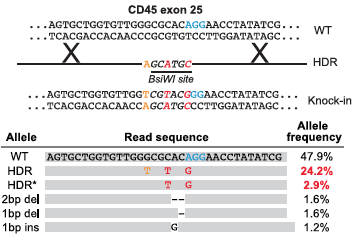 CD45 exon 25
...AGTGCTGGTGTTGGGCGCACAGGAACCTATATCG...
...TCACGACCACAACCCGCGTGTCCTTGGATATAGC...
WT
AGCATGC
HDR
BsiWI site
...AGTGCTGGTGTTGGTCGTACGGGAACCTATATCG...
...TCACGACCACAACCAGCATGCCCTTGGATATAGC...
Knock-in
Allele Read sequence Allele frequency
WT AGTGCTGGTGTTGGGCGCACAGGAACCTATATCG 47.9%
HDR T T G 24.2%
HDR* T G 2.9%
2bp del -- 1.6%
1bp del - 1.6%
1bp ins G 1.2%